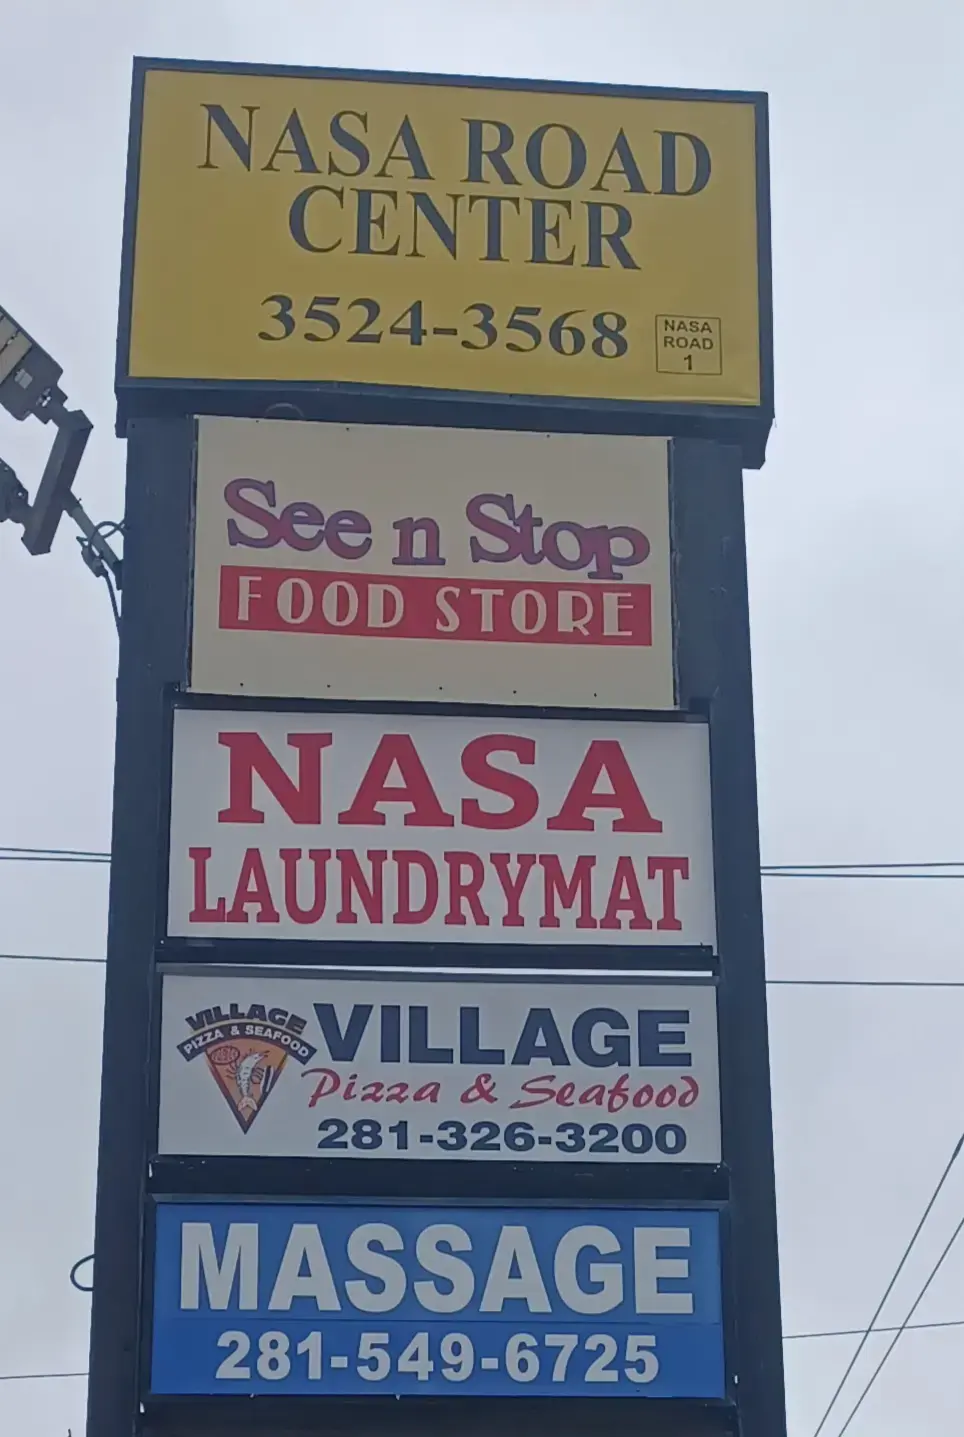 NASA ROAD
CENTER
3524-3568
NASA
ROAD
1
See n Stop
FOOD STORE
NASA
LAUNDRYMAT
VILLAGE
PIZZA & SEAFOOD
VILLAGE
Pizza & Seafood
281-326-3200
MASSAGE
281-549-6725